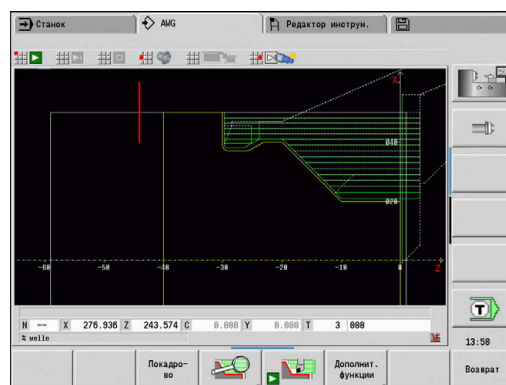 Станок
AWG
Редактор инструм.
X
Ø40
Ø20
-60 -50 -40 -30 -20 -10 0 Z
N -- X 276.936 Z 243.574 C 0.000 Y 0.000 T 3 000
% welle
T
13:50
Покадро-
во
Дополнит.
функции
Возврат